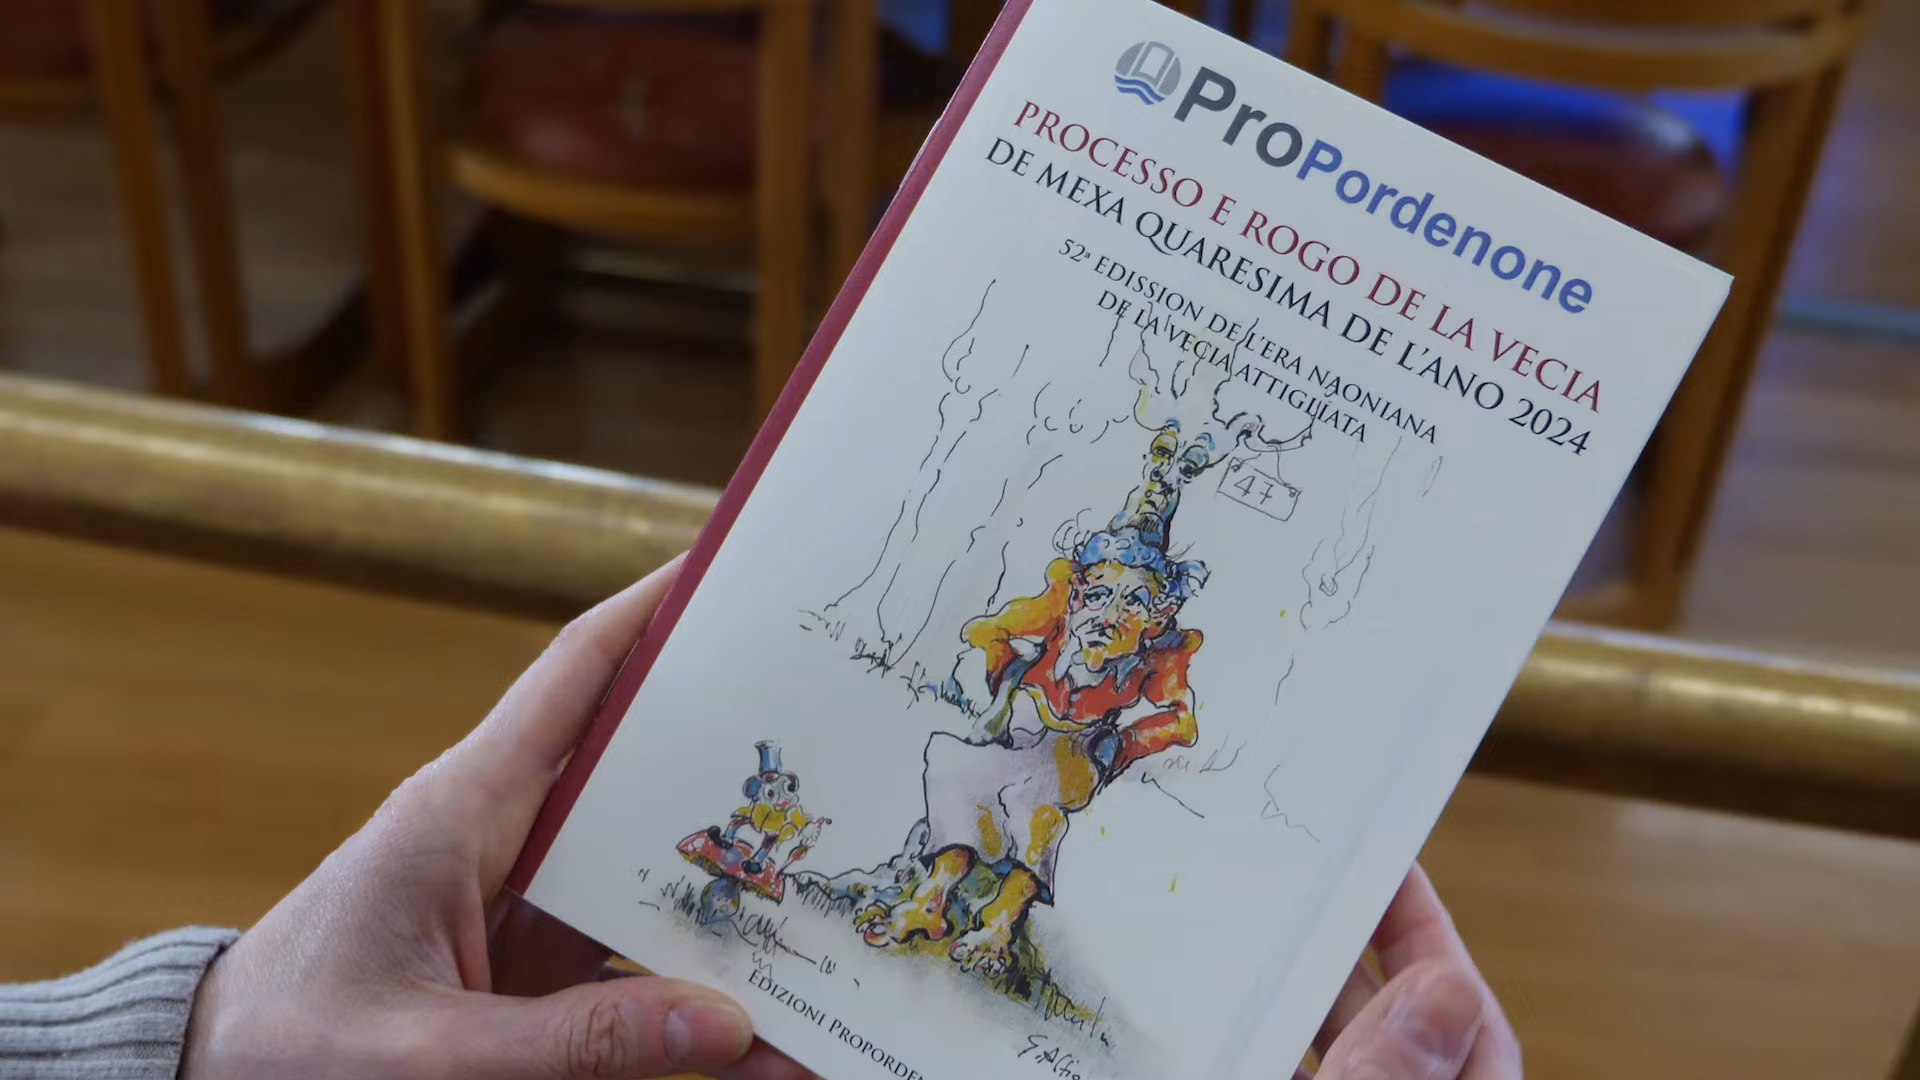 ProPordenone
PROCESSO E ROGO DE LA VECIA
DE MEXA QUARESIMA DE L'ANO 2024
52ª EDISSION DE L'ERA NAONIANA
DE LA VECIA ATTIGLIATA
47
EDIZIONI PROPORDEN